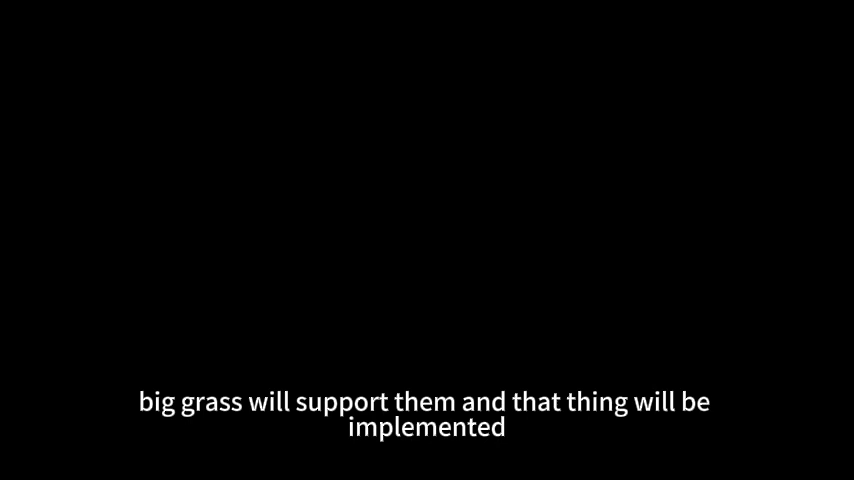 big grass will support them and that thing will be
implemented